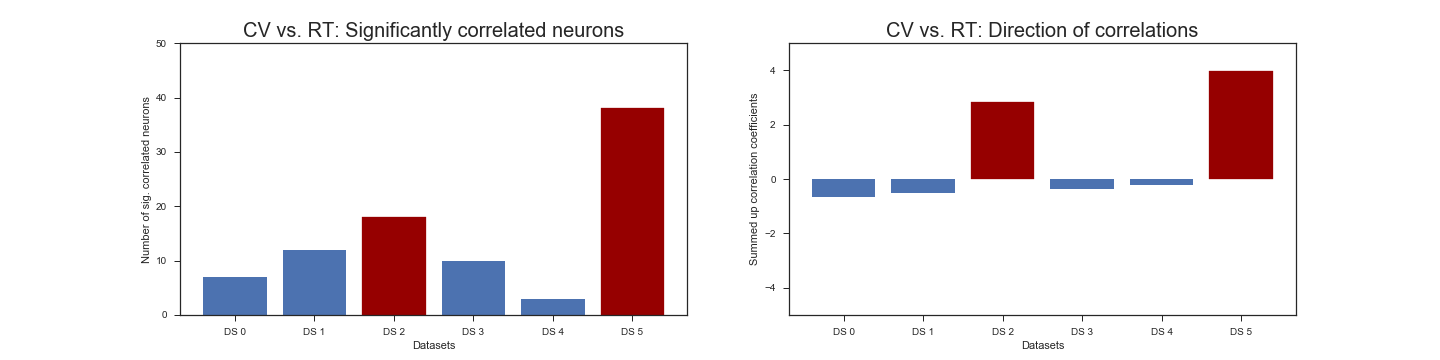 CV vs. RT: Significantly correlated neurons
Number of sig. correlated neurons
50
40
30
20
10
0
DS 0
DS 1
DS 2
DS 3
DS 4
DS 5
Datasets
CV vs. RT: Direction of correlations
Summed up correlation coefficients
4
2
0
−2
−4
DS 0
DS 1
DS 2
DS 3
DS 4
DS 5
Datasets